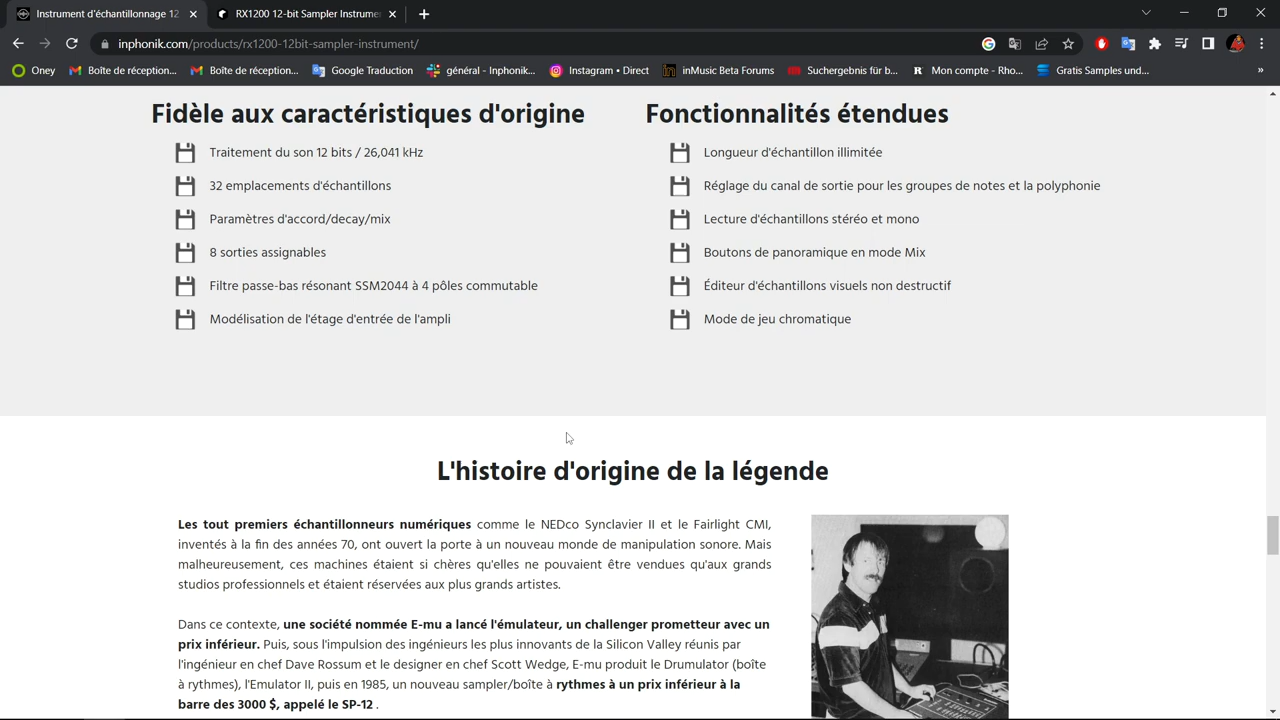 Instrument d'échantillonnage 12
RX1200 12-bit Sampler Instrume
inphonik.com/products/rx1200-12bit-sampler-instrument/
Oney
Boîte de réception...
Boîte de réception...
Google Traduction
général - Inphonik...
Instagram • Direct
inMusic Beta Forums
Suchergebnis für b...
Mon compte - Rho...
Gratis Samples und...
»
Fidèle aux caractéristiques d'origine
Traitement du son 12 bits / 26,041 kHz
32 emplacements d'échantillons
Paramètres d'accord/decay/mix
8 sorties assignables
Filtre passe-bas résonant SSM2044 à 4 pôles commutable
Modélisation de l'étage d'entrée de l'ampli
Fonctionnalités étendues
Longueur d'échantillon illimitée
Réglage du canal de sortie pour les groupes de notes et la polyphonie
Lecture d'échantillons stéréo et mono
Boutons de panoramique en mode Mix
Éditeur d'échantillons visuels non destructif
Mode de jeu chromatique
L'histoire d'origine de la légende
Les tout premiers échantillonneurs numériques comme le NEDco Synclavier II et le Fairlight CMI,
inventés à la fin des années 70, ont ouvert la porte à un nouveau monde de manipulation sonore. Mais
malheureusement, ces machines étaient si chères qu'elles ne pouvaient être vendues qu'aux grands
studios professionnels et étaient réservées aux plus grands artistes.
Dans ce contexte, une société nommée E-mu a lancé l'émulateur, un challenger prometteur avec un
prix inférieur. Puis, sous l'impulsion des ingénieurs les plus innovants de la Silicon Valley réunis par
l'ingénieur en chef Dave Rossum et le designer en chef Scott Wedge, E-mu produit le Drumulator (boîte
à rythmes), l'Emulator II, puis en 1985, un nouveau sampler/boîte à rythmes à un prix inférieur à la
barre des 3000 $, appelé le SP-12 .